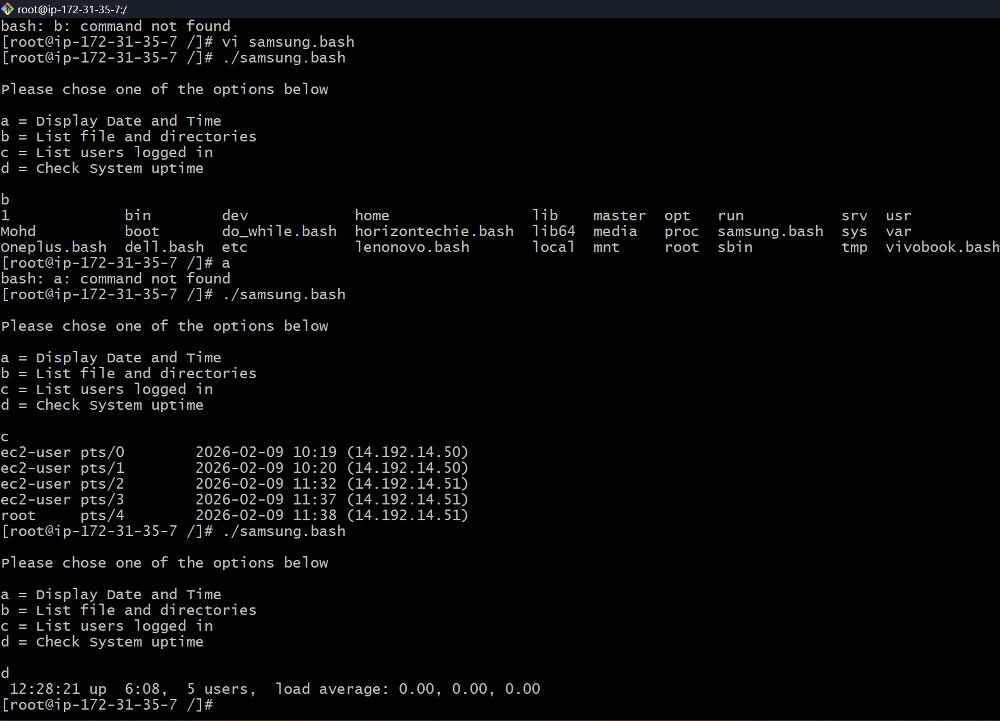 root@ip-172-31-35-7:/
bash: b: command not found
[root@ip-172-31-35-7 /]# vi samsung.bash
[root@ip-172-31-35-7 /]# ./samsung.bash
Please chose one of the options below
a = Display Date and Time
b = List file and directories
c = List users logged in
d = Check System uptime
b
1             bin        dev            home                lib    master  opt   run           srv  usr
Mohd          boot       do_while.bash  horizontechie.bash  lib64  media   proc  samsung.bash  sys  var
Oneplus.bash  dell.bash  etc            lenonovo.bash       local  mnt     root  sbin          tmp  vivobook.bash
[root@ip-172-31-35-7 /]# a
bash: a: command not found
[root@ip-172-31-35-7 /]# ./samsung.bash
Please chose one of the options below
a = Display Date and Time
b = List file and directories
c = List users logged in
d = Check System uptime
c
ec2-user pts/0        2026-02-09 10:19 (14.192.14.50)
ec2-user pts/1        2026-02-09 10:20 (14.192.14.50)
ec2-user pts/2        2026-02-09 11:32 (14.192.14.51)
ec2-user pts/3        2026-02-09 11:37 (14.192.14.51)
root     pts/4        2026-02-09 11:38 (14.192.14.51)
[root@ip-172-31-35-7 /]# ./samsung.bash
Please chose one of the options below
a = Display Date and Time
b = List file and directories
c = List users logged in
d = Check System uptime
d
 12:28:21 up  6:08,  5 users,  load average: 0.00, 0.00, 0.00
[root@ip-172-31-35-7 /]#